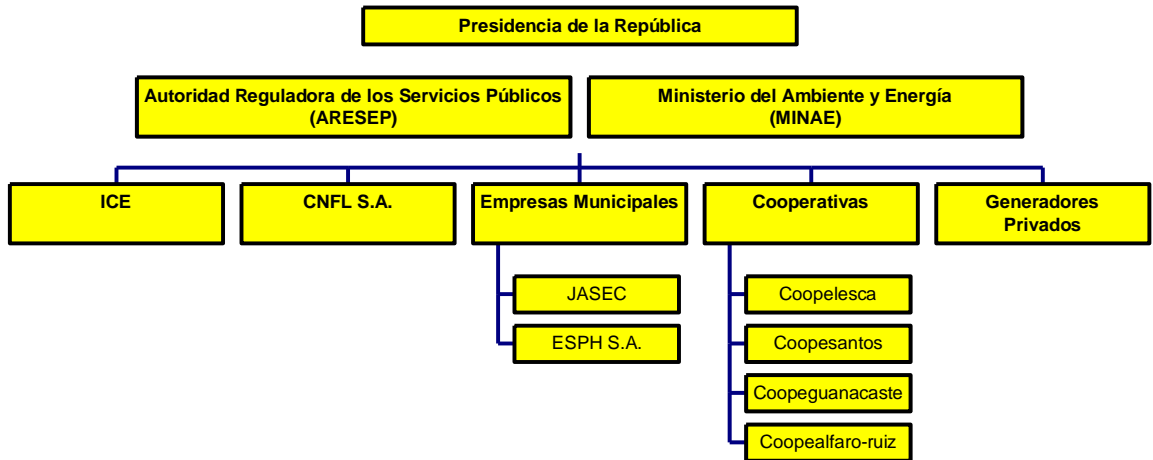 Presidencia de la República
Autoridad Reguladora de los Servicios Públicos
(ARESEP)
Ministerio del Ambiente y Energía
(MINAE)
ICE
CNFL S.A.
Empresas Municipales
Cooperativas
Generadores
Privados
JASEC
ESPH S.A.
Coopelesca
Coopesantos
Coopeguanacaste
Coopealfaro-ruiz